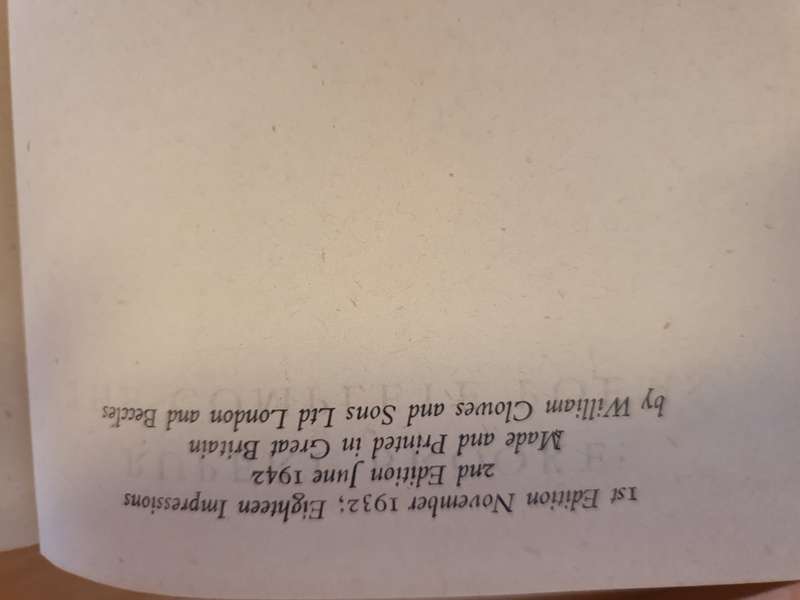 1st Edition November 1932; Eighteen Impressions
2nd Edition June 1942
Made and Printed in Great Britain
by William Clowes and Sons Ltd London and Beccles